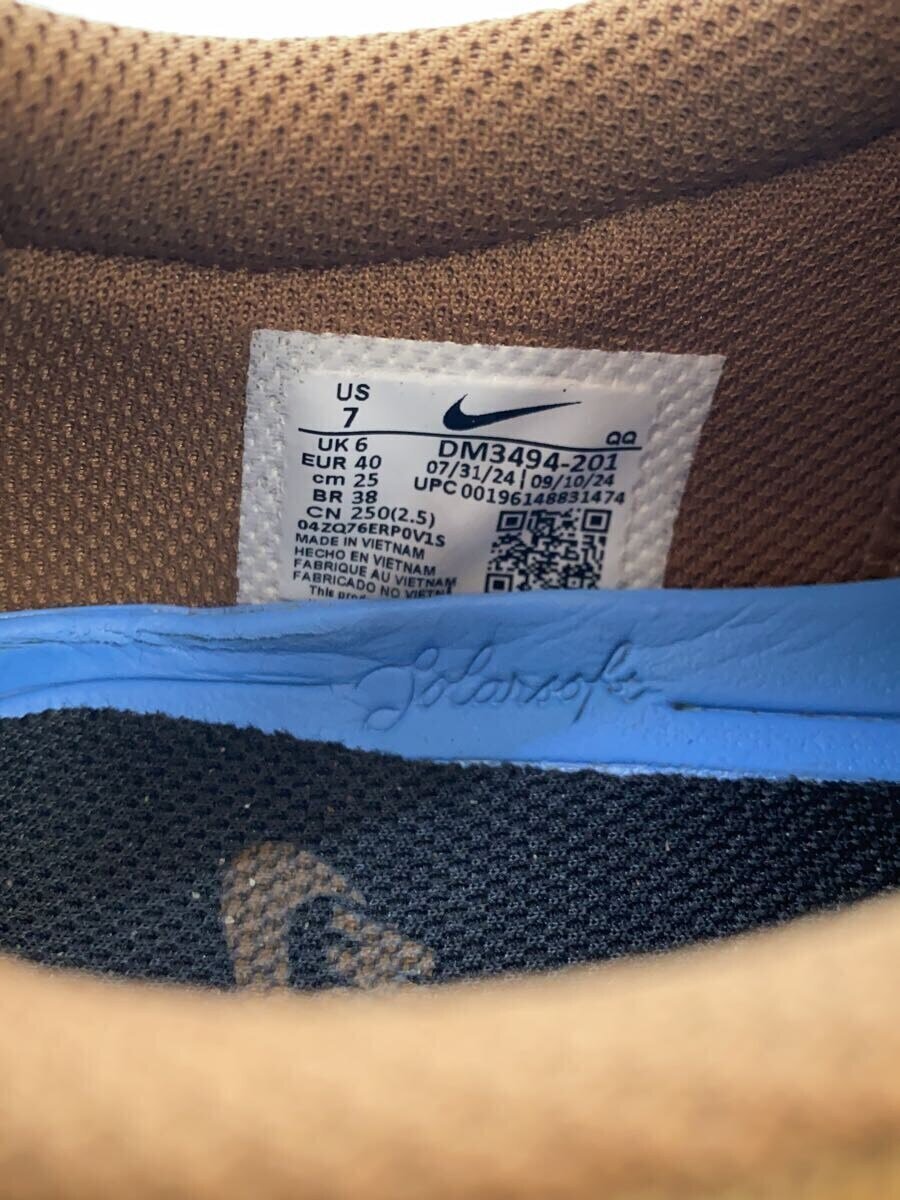 US
7
UK 6
EUR 40
cm 25
BR 38
CN 250(2.5)
04ZQ76ERP0V1S
MADE IN VIETNAM
HECHO EN VIETNAM
FABRIQUE AU VIETNAM
FABRICADO NO VIETNA
This
QQ
DM3494-201
07/31/24 | 09/10/24
UPC 00196148831474
Solarsoft